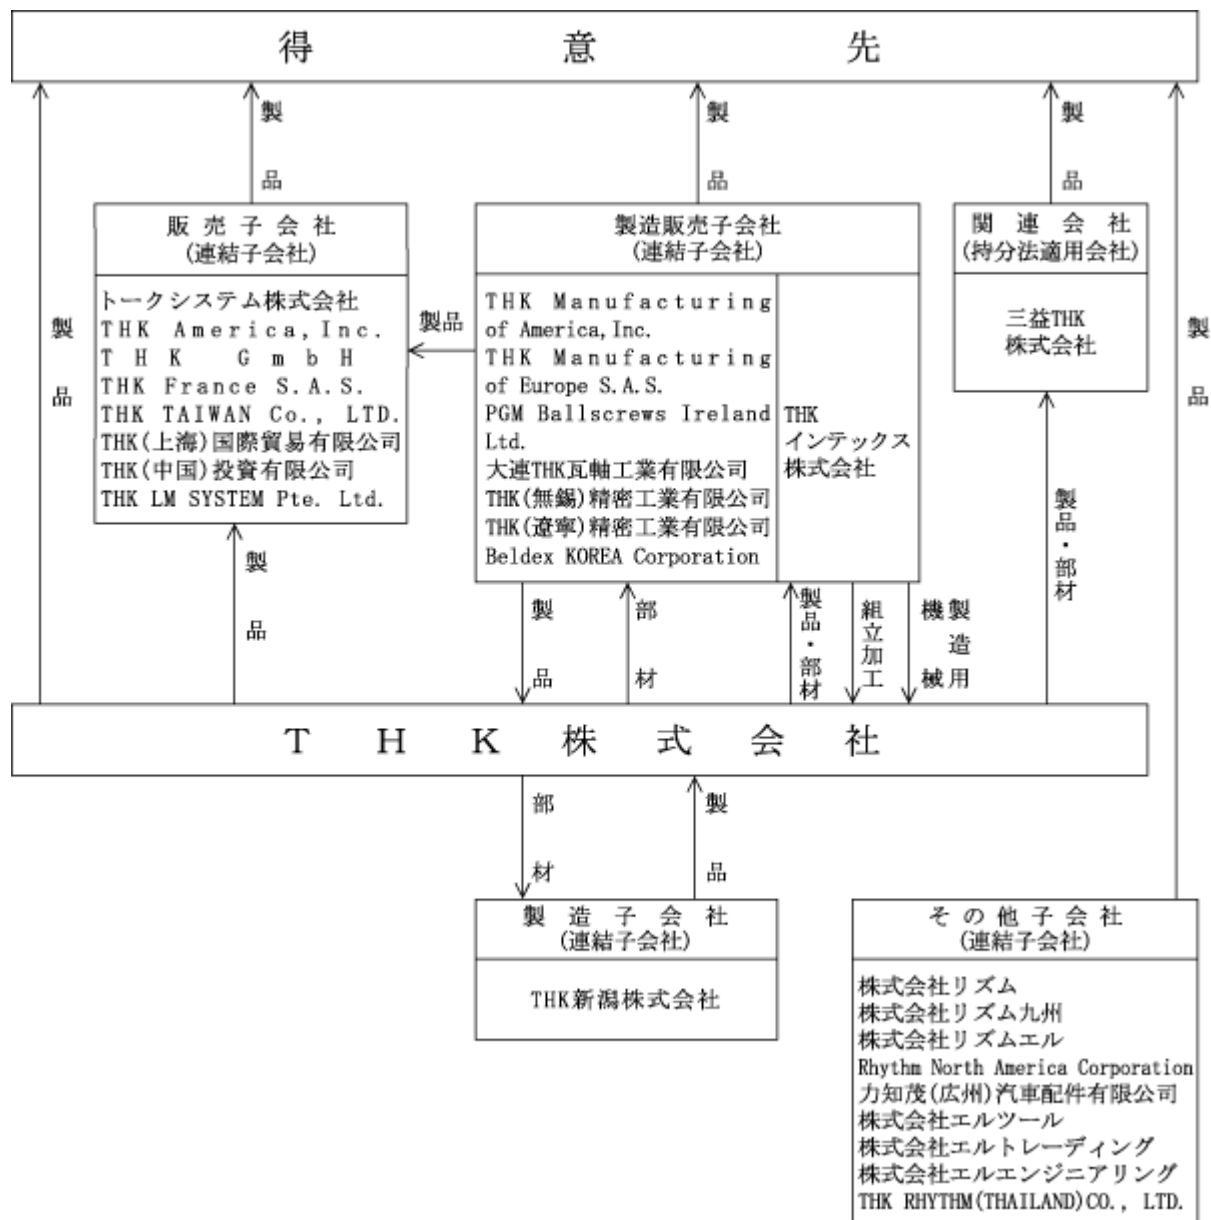 得意先
製品
製品
製品
製品
製品
販売子会社
(連結子会社)
トークシステム株式会社
THK America,Inc.
THK GmbH
THK France S.A.S.
THK TAIWAN Co., LTD.
THK(上海)国際貿易有限公司
THK(中国)投資有限公司
THK LM SYSTEM Pte. Ltd.
製品
製造販売子会社
(連結子会社)
THK Manufacturing
of America,Inc.
THK Manufacturing
of Europe S.A.S.
PGM Ballscrews Ireland
Ltd.
大連THK瓦軸工業有限公司
THK(無錫)精密工業有限公司
THK(遼寧)精密工業有限公司
Beldex KOREA Corporation
THK
インテックス
株式会社
関連会社
(持分法適用会社)
三益THK
株式会社
製品
製品
部材
製品・部材
組立加工
製造用
機械
製品・部材
THK株式会社
部材
製品
製造子会社
(連結子会社)
THK新潟株式会社
その他子会社
(連結子会社)
株式会社リズム
株式会社リズム九州
株式会社リズムエル
Rhythm North America Corporation
力知茂(広州)汽車配件有限公司
株式会社エルツール
株式会社エルトレーディング
株式会社エルエンジニアリング
THK RHYTHM(THAILAND)CO., LTD.